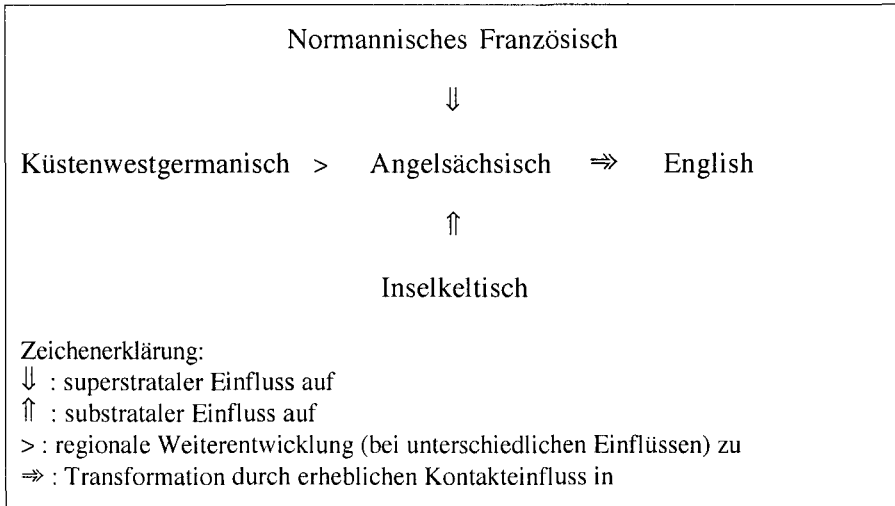 Normannisches Französisch
⇓
Küstenwestgermanisch > Angelsächsisch ⇛ English
⇑
Inselkeltisch
Zeichenerklärung:
⇓ : superstrataler Einfluss auf
⇑ : substrataler Einfluss auf
> : regionale Weiterentwicklung (bei unterschiedlichen Einflüssen) zu
⇛ : Transformation durch erheblichen Kontakteinfluss in